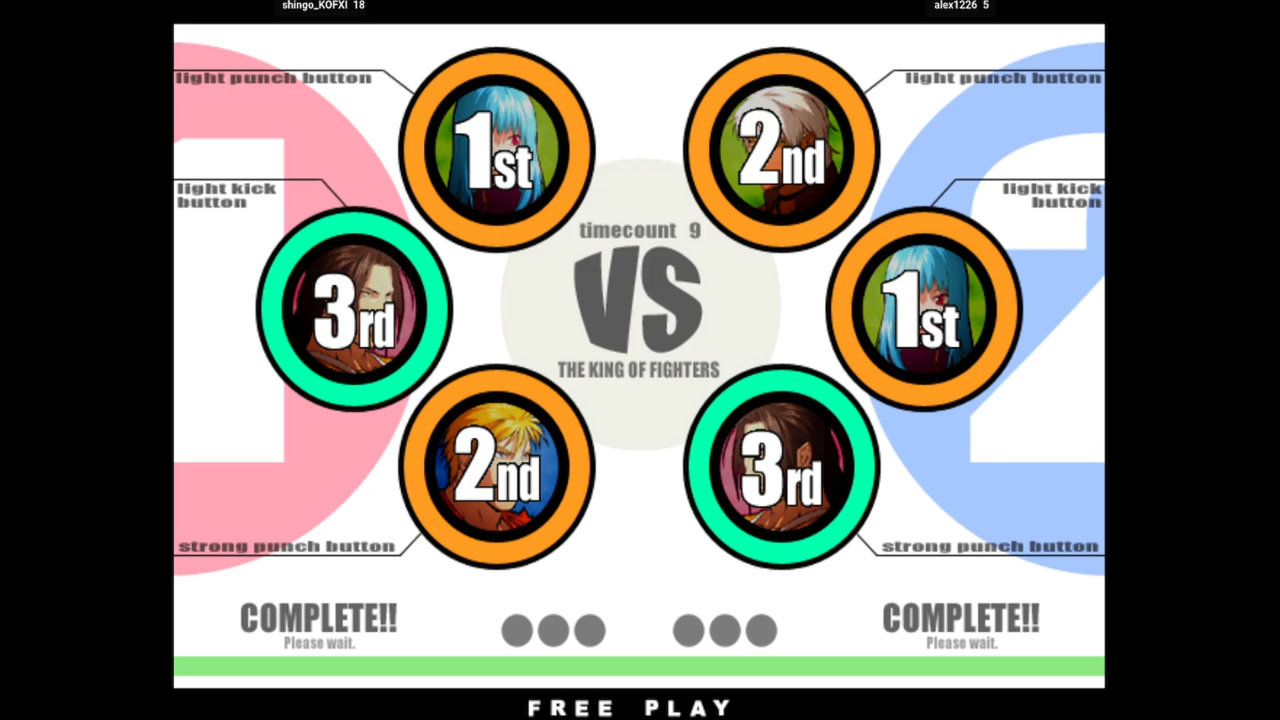 shingo_KOFXI 18
alex1226 5
light punch button
light punch button
1st
2nd
light kick
button
light kick
button
timecount 9
VS
THE KING OF FIGHTERS
3rd
1st
2nd
3rd
strong punch button
strong punch button
COMPLETE!!
Please wait.
COMPLETE!!
Please wait.
FREE PLAY
1
2